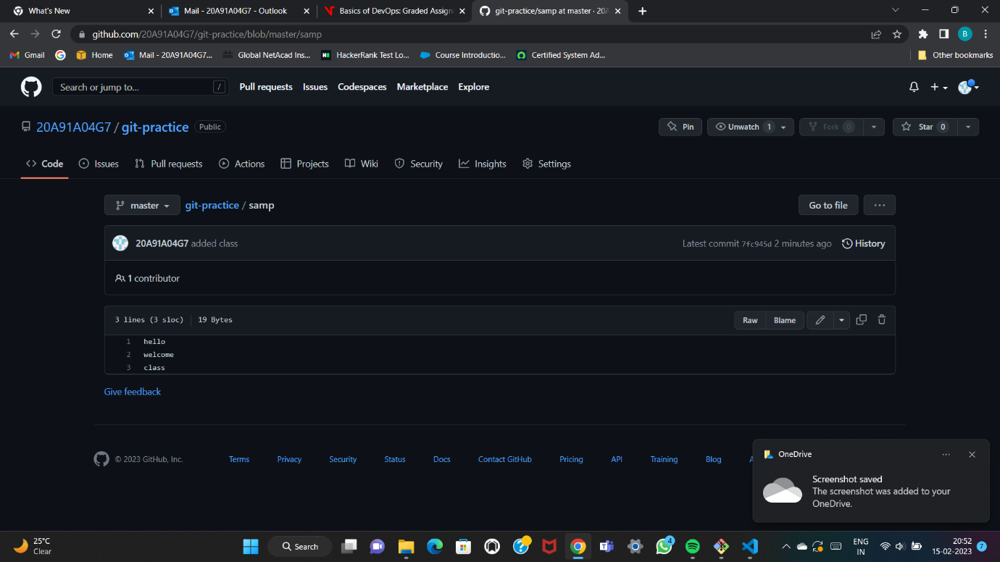 What's New
Mail - 20A91A04G7 - Outlook
Basics of DevOps: Graded Assign
git-practice/samp at master · 20A
github.com/20A91A04G7/git-practice/blob/master/samp
B
Gmail
Home
Mail - 20A91A04G7...
Global NetAcad Ins...
HackerRank Test Lo...
Course Introductio...
Certified System Ad...
Other bookmarks
Search or jump to...
/
Pull requests
Issues
Codespaces
Marketplace
Explore
20A91A04G7 / git-practice
Public
Pin
Unwatch 1
Fork 0
Star 0
Code
Issues
Pull requests
Actions
Projects
Wiki
Security
Insights
Settings
master
git-practice / samp
Go to file
20A91A04G7 added class
Latest commit 7fc945d 2 minutes ago
History
1 contributor
3 lines (3 sloc)
19 Bytes
Raw
Blame
1 hello
2 welcome
3 class
Give feedback
© 2023 GitHub, Inc.
Terms
Privacy
Security
Status
Docs
Contact GitHub
Pricing
API
Training
Blog
A
OneDrive
Screenshot saved
The screenshot was added to your
OneDrive.
25°C
Clear
Search
4
ENG
IN
20:52
15-02-2023
7